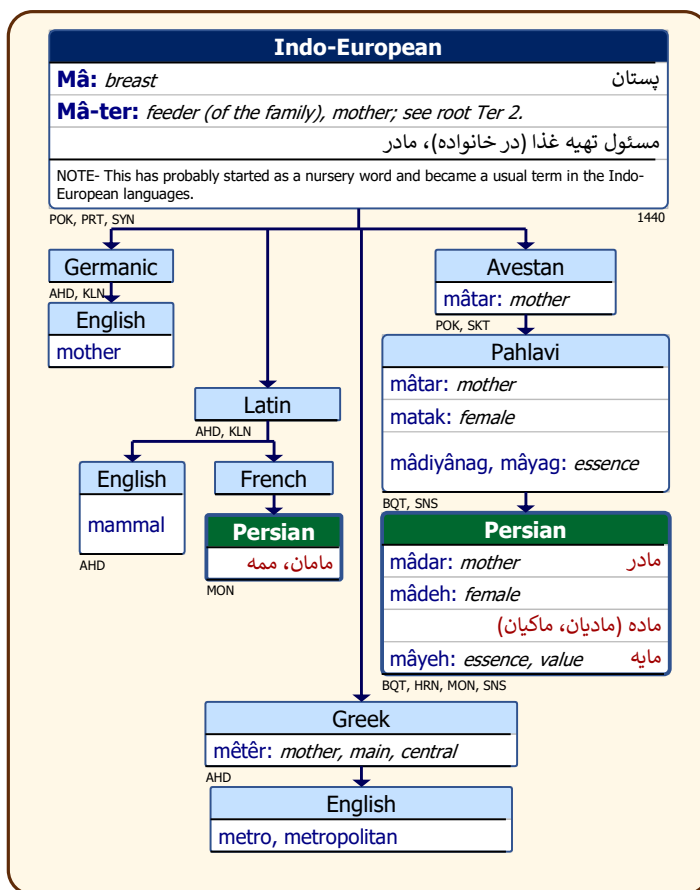 Indo-European
Mâ: breast پستان
Mâ-ter: feeder (of the family), mother; see root Ter 2.
مسئول تهیه غذا (در خانواده)، مادر
NOTE- This has probably started as a nursery word and became a usual term in the Indo-
European languages.
POK, PRT, SYN 1440
Germanic
AHD, KLN
English
mother
Avestan
mâtar: mother
POK, SKT
Pahlavi
mâtar: mother
matak: female
mâdiyânag, mâyag: essence
BQT, SNS
Latin
AHD, KLN
English
mammal
AHD
French
Persian
مامان، ممه
MON
Persian
mâdar: mother مادر
mâdeh: female
ماده (مادیان، ماکیان)
mâyeh: essence, value مایه
BQT, HRN, MON, SNS
Greek
mêtêr: mother, main, central
AHD
English
metro, metropolitan